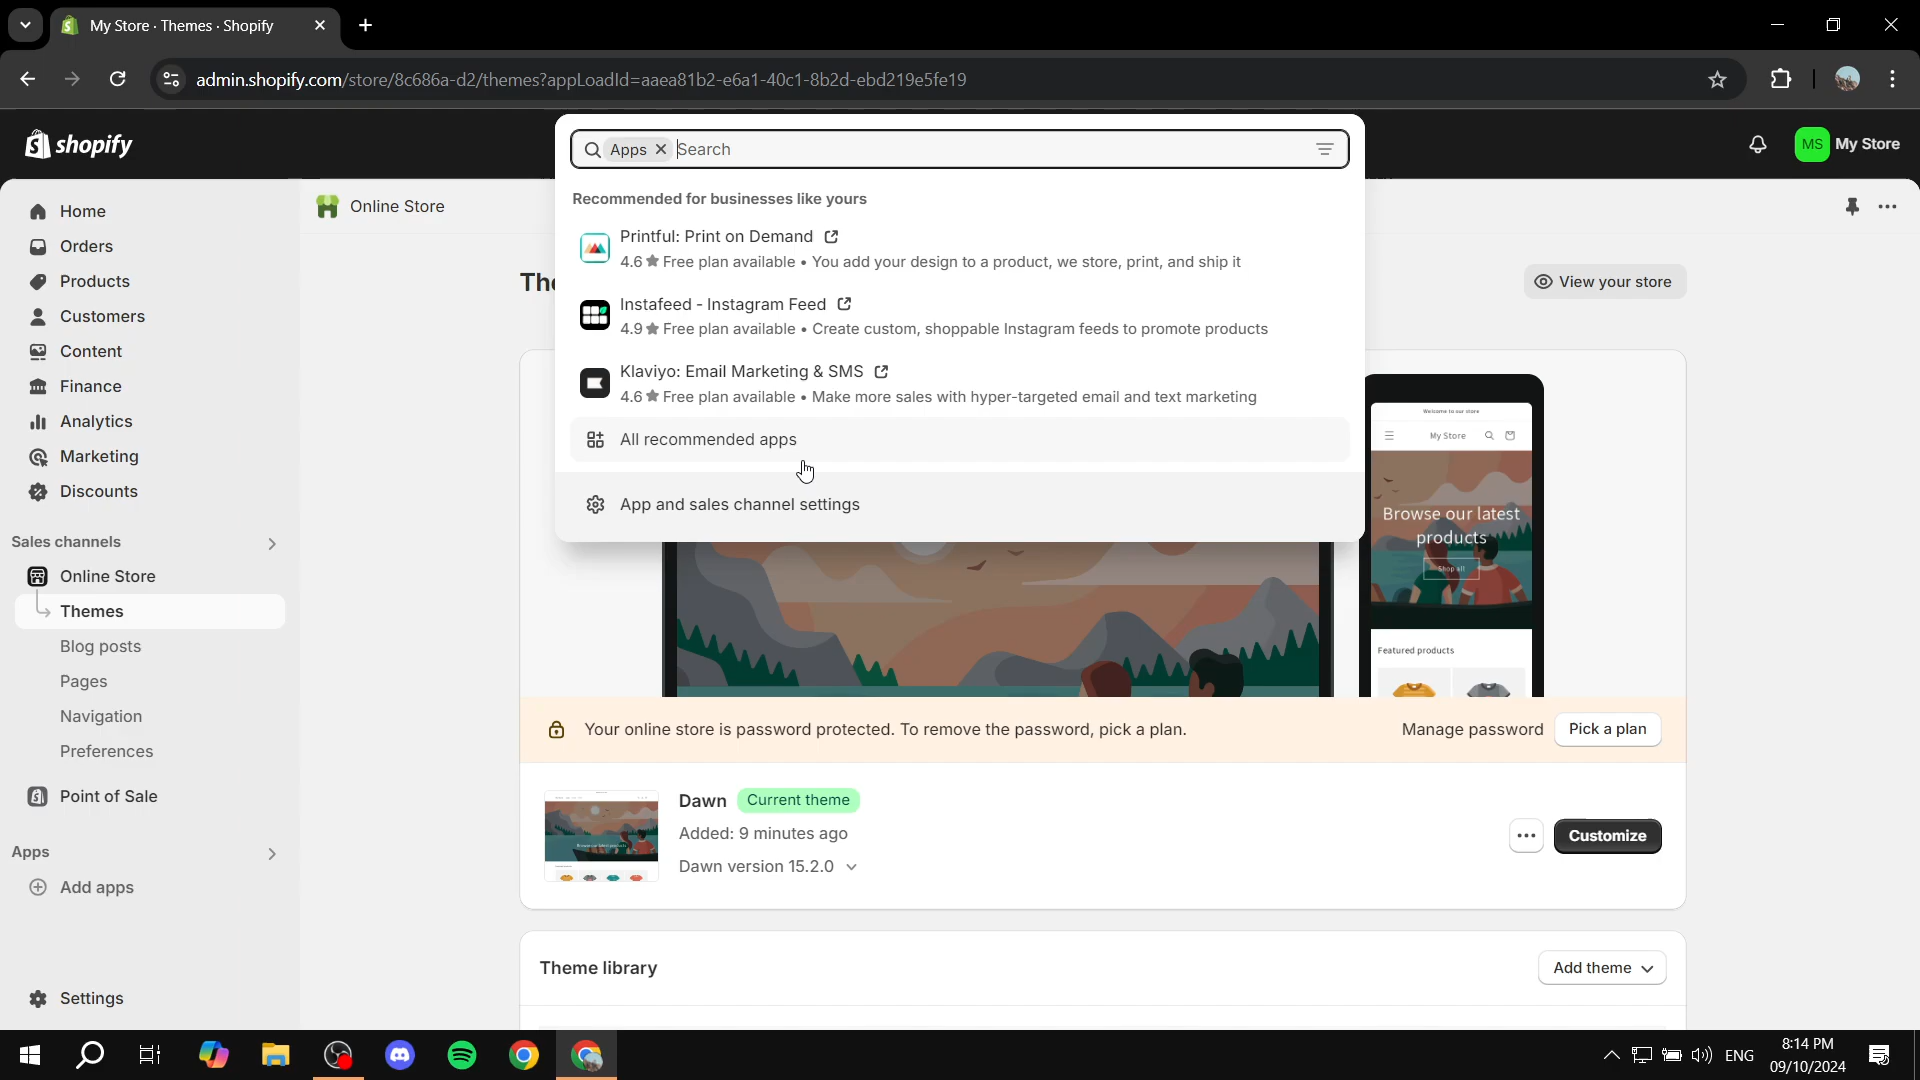 My Store · Themes · Shopify
admin.shopify.com/store/8c686a-d2/themes?appLoadId=aaea81b2-e6a1-40c1-8b2d-ebd219e5fe19
shopify
Apps
Search
MS My Store
Home
Orders
Products
Customers
Content
Finance
Analytics
Marketing
Discounts
Sales channels
Online Store
Themes
Blog posts
Pages
Navigation
Preferences
Point of Sale
Apps
Add apps
Settings
Online Store
The
View your store
Recommended for businesses like yours
Printful: Print on Demand
4.6★ Free plan available • You add your design to a product, we store, print, and ship it
Instafeed - Instagram Feed
4.9★ Free plan available • Create custom, shoppable Instagram feeds to promote products
Klaviyo: Email Marketing & SMS
4.6★ Free plan available • Make more sales with hyper-targeted email and text marketing
All recommended apps
App and sales channel settings
Welcome to our store
My Store
Browse our latest
products
Shop all
Featured products
Your online store is password protected. To remove the password, pick a plan.
Manage password
Pick a plan
Dawn
Current theme
Added: 9 minutes ago
Dawn version 15.2.0
Customize
Theme library
Add theme
ENG
8:14 PM
09/10/2024